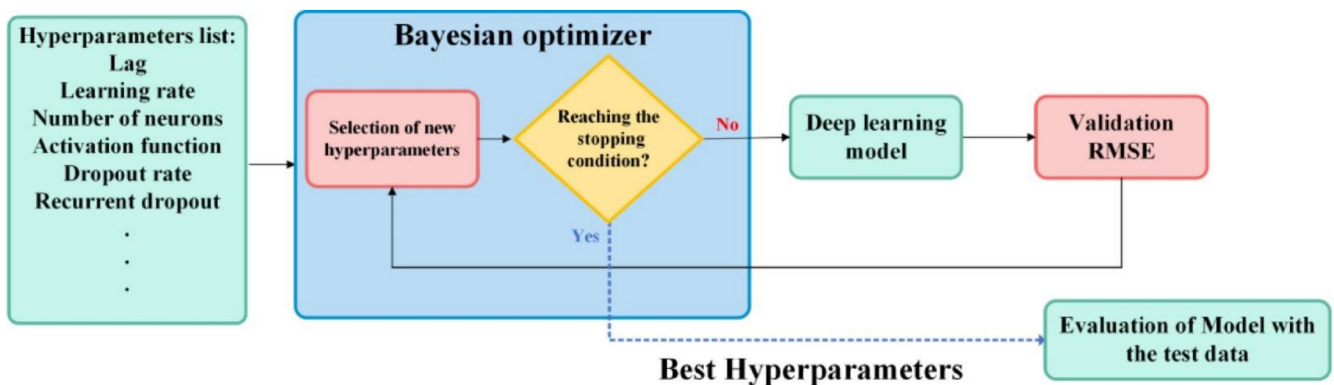 Hyperparameters list:
Lag
Learning rate
Number of neurons
Activation function
Dropout rate
Recurrent dropout
.
.
.
Bayesian optimizer
Selection of new
hyperparameters
Reaching the
stopping
condition?
No
Yes
Deep learning
model
Validation
RMSE
Best Hyperparameters
Evaluation of Model with
the test data